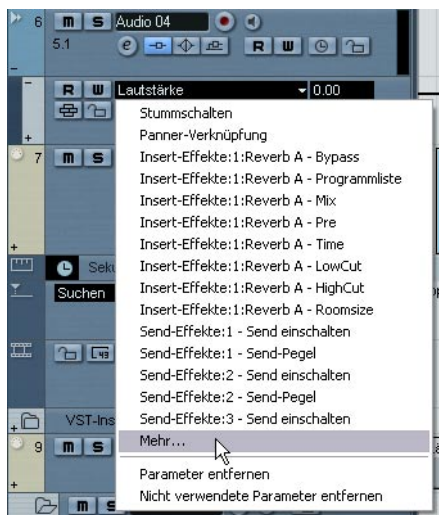 6 m S Audio 04
5.1 e R W
R W Lautstärke 0.00
Stummschalten
Panner-Verknüpfung
7 m S
Insert-Effekte:1:Reverb A - Bypass
Insert-Effekte:1:Reverb A - Programmliste
Insert-Effekte:1:Reverb A - Mix
Insert-Effekte:1:Reverb A - Pre
Insert-Effekte:1:Reverb A - Time
Insert-Effekte:1:Reverb A - LowCut
Insert-Effekte:1:Reverb A - HighCut
Suchen
Insert-Effekte:1:Reverb A - Roomsize
Send-Effekte:1 - Send einschalten
Send-Effekte:1 - Send-Pegel
Send-Effekte:2 - Send einschalten
Send-Effekte:2 - Send-Pegel
VST-Ins
Send-Effekte:3 - Send einschalten
9 m S
Mehr...
Parameter entfernen
Nicht verwendete Parameter entfernen
m